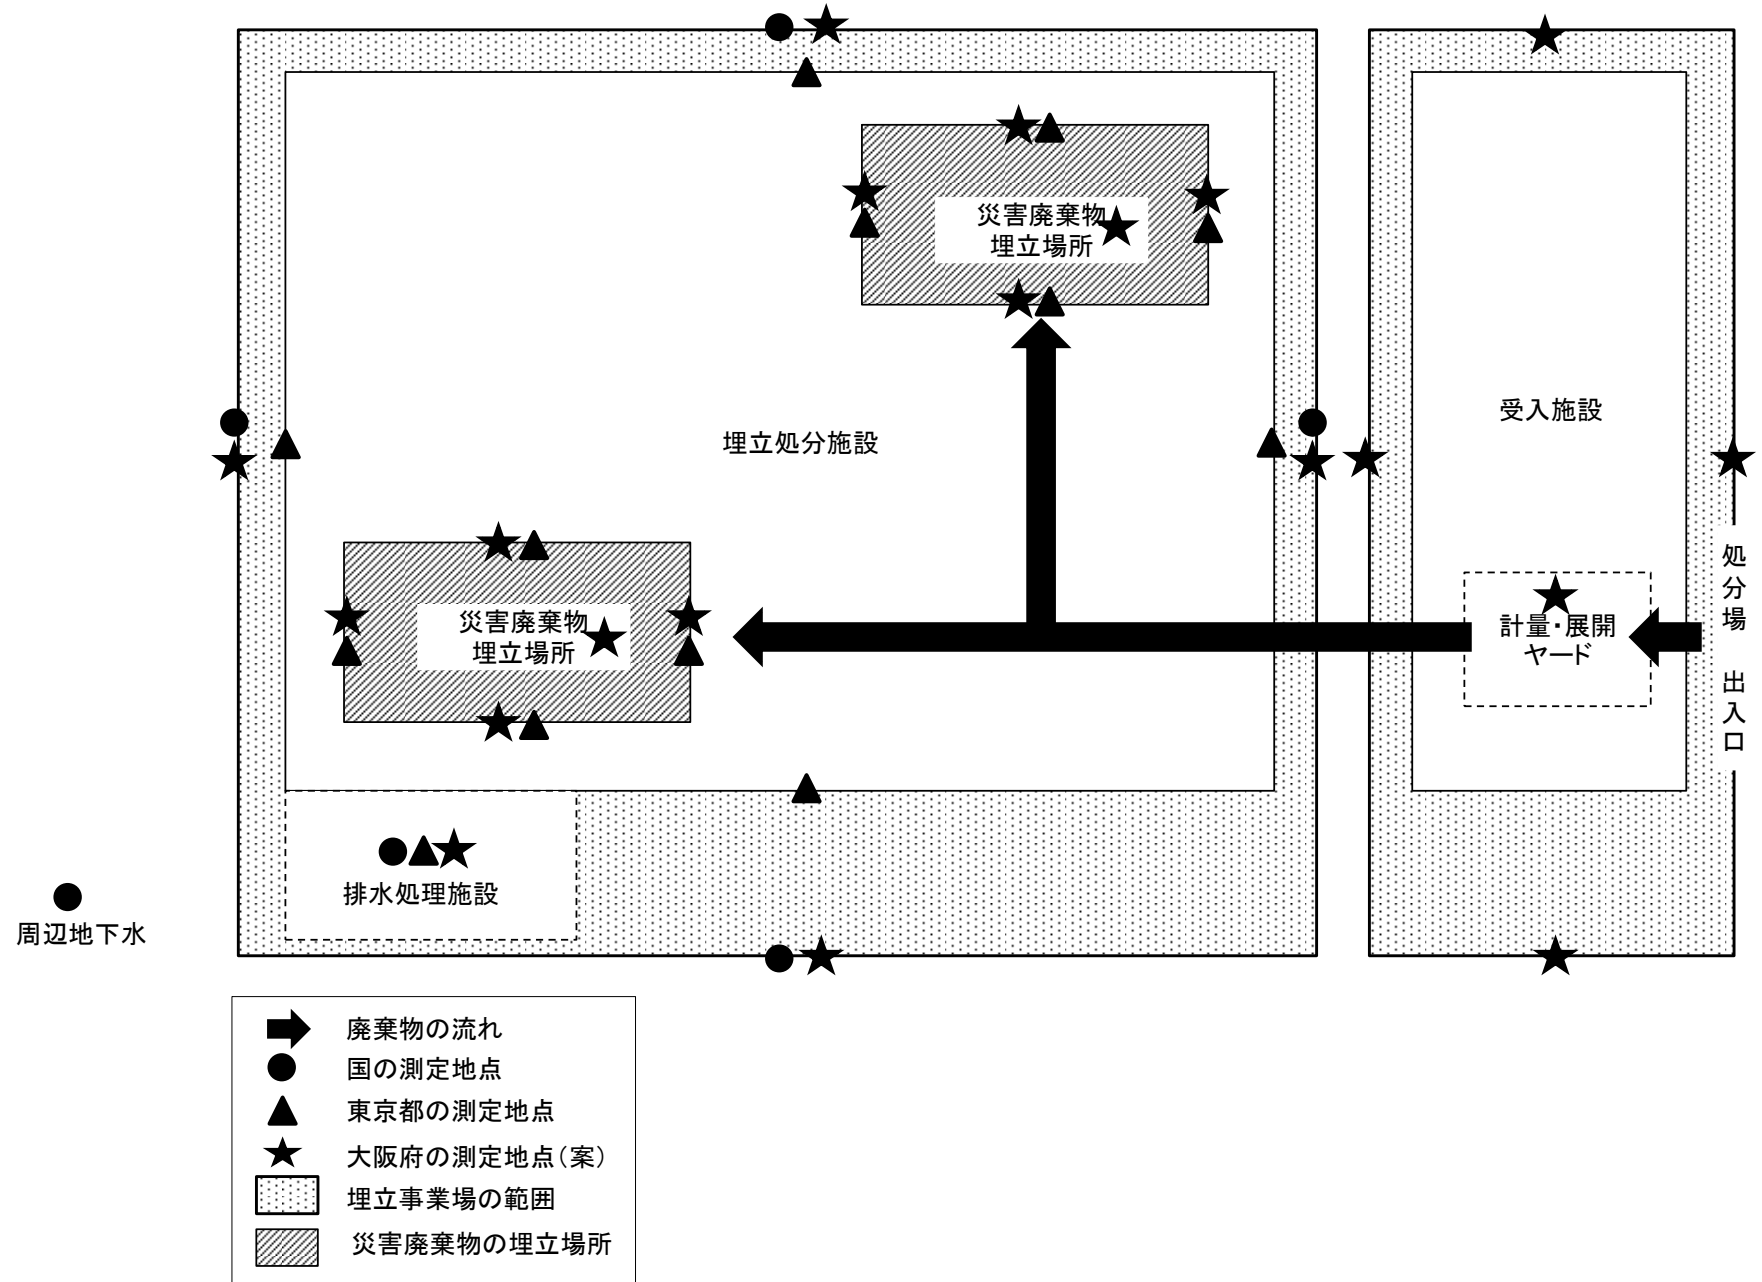 災害廃棄物
埋立場所
受入施設
埋立処分施設
災害廃棄物
埋立場所
計量・展開
ヤード
処分場 出入口
排水処理施設
周辺地下水
廃棄物の流れ
国の測定地点
東京都の測定地点
大阪府の測定地点(案)
埋立事業場の範囲
災害廃棄物の埋立場所